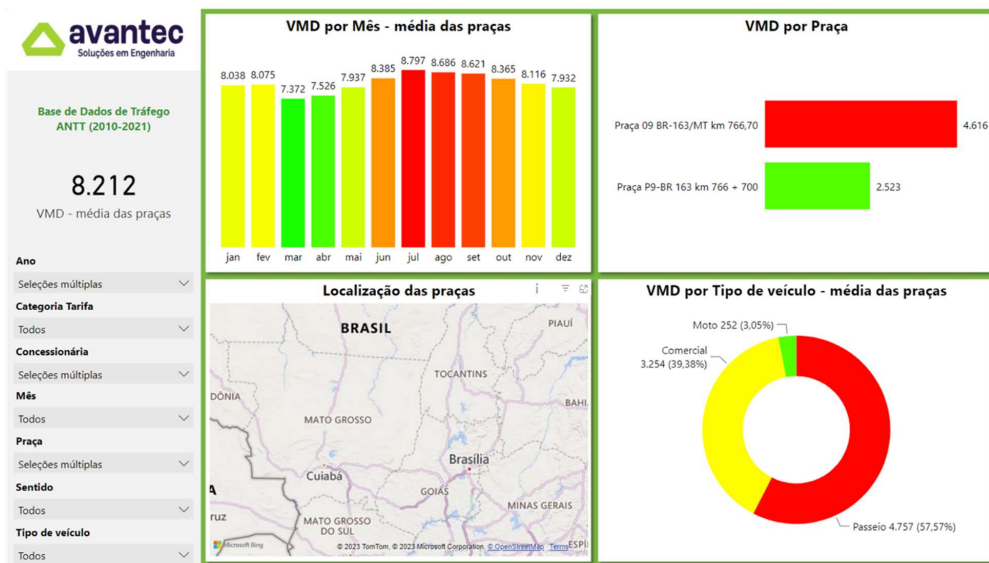 avantec
Soluções em Engenharia
Base de Dados de Tráfego
ANTT (2010-2021)
8.212
VMD - média das praças
Ano
Seleções múltiplas
Categoria Tarifa
Todos
Concessionária
Seleções múltiplas
Mês
Todos
Praça
Seleções múltiplas
Sentido
Todos
Tipo de veículo
Todos
VMD por Mês - média das praças
8.038 8.075 7.372 7.526 7.937 8.385 8.797 8.686 8.621 8.365 8.116 7.932
jan fev mar abr mai jun jul ago set out nov dez
VMD por Praça
Praça 09 BR-163/MT km 766,70 4.616
Praça P9-BR 163 km 766 + 700 2.523
Localização das praças
BRASIL
PIAUÍ
TOCANTINS
DÔNIA
BAHI
MATO GROSSO
Brasília
Cuiabá
GOIÁS
A
ruz
MINAS GERAIS
MATO GROSSO
DO SUL
ESPÍ
Microsoft Bing
© 2023 TomTom, © 2023 Microsoft Corporation, © OpenStreetMap Terms
VMD por Tipo de veículo - média das praças
Moto 252 (3,05%)
Comercial
3.254 (39,38%)
Passeio 4.757 (57,57%)